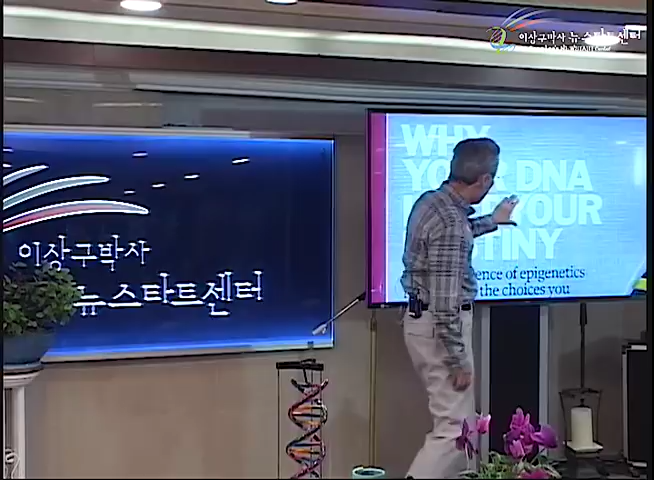 이상구박사 뉴스타트센터
이상구박사
뉴스타트센터
WHY
YOUR DNA
YOUR
TINY
ence of epigenetics
the choices you